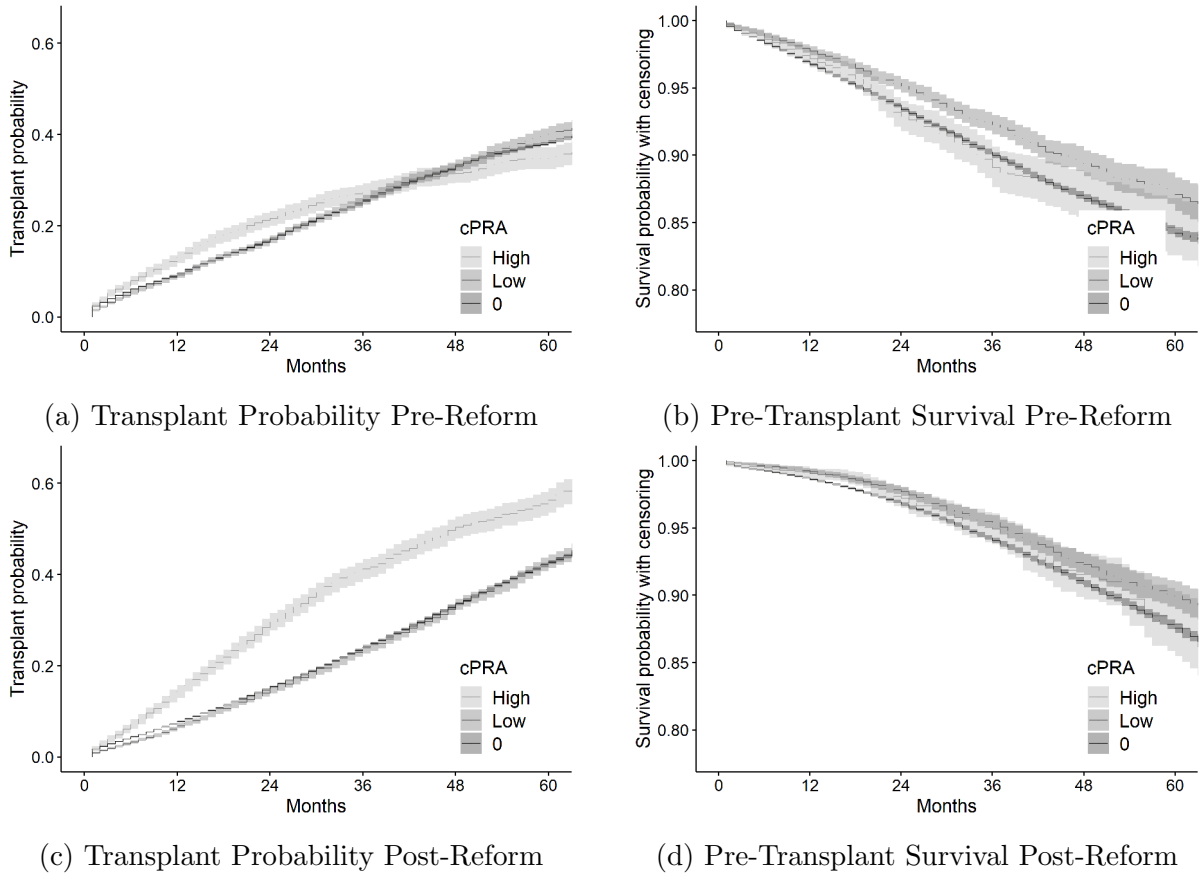 Transplant probability
0.6
0.4
0.2
0.0
0 12 24 36 48 60
Months
cPRA
High
Low
0
(a) Transplant Probability Pre-Reform
Survival probability with censoring
1.00
0.95
0.90
0.85
0.80
0 12 24 36 48 60
Months
cPRA
High
Low
0
(b) Pre-Transplant Survival Pre-Reform
Transplant probability
0.6
0.4
0.2
0.0
0 12 24 36 48 60
Months
cPRA
High
Low
0
(c) Transplant Probability Post-Reform
Survival probability with censoring
1.00
0.95
0.90
0.85
0.80
0 12 24 36 48 60
Months
cPRA
High
Low
0
(d) Pre-Transplant Survival Post-Reform